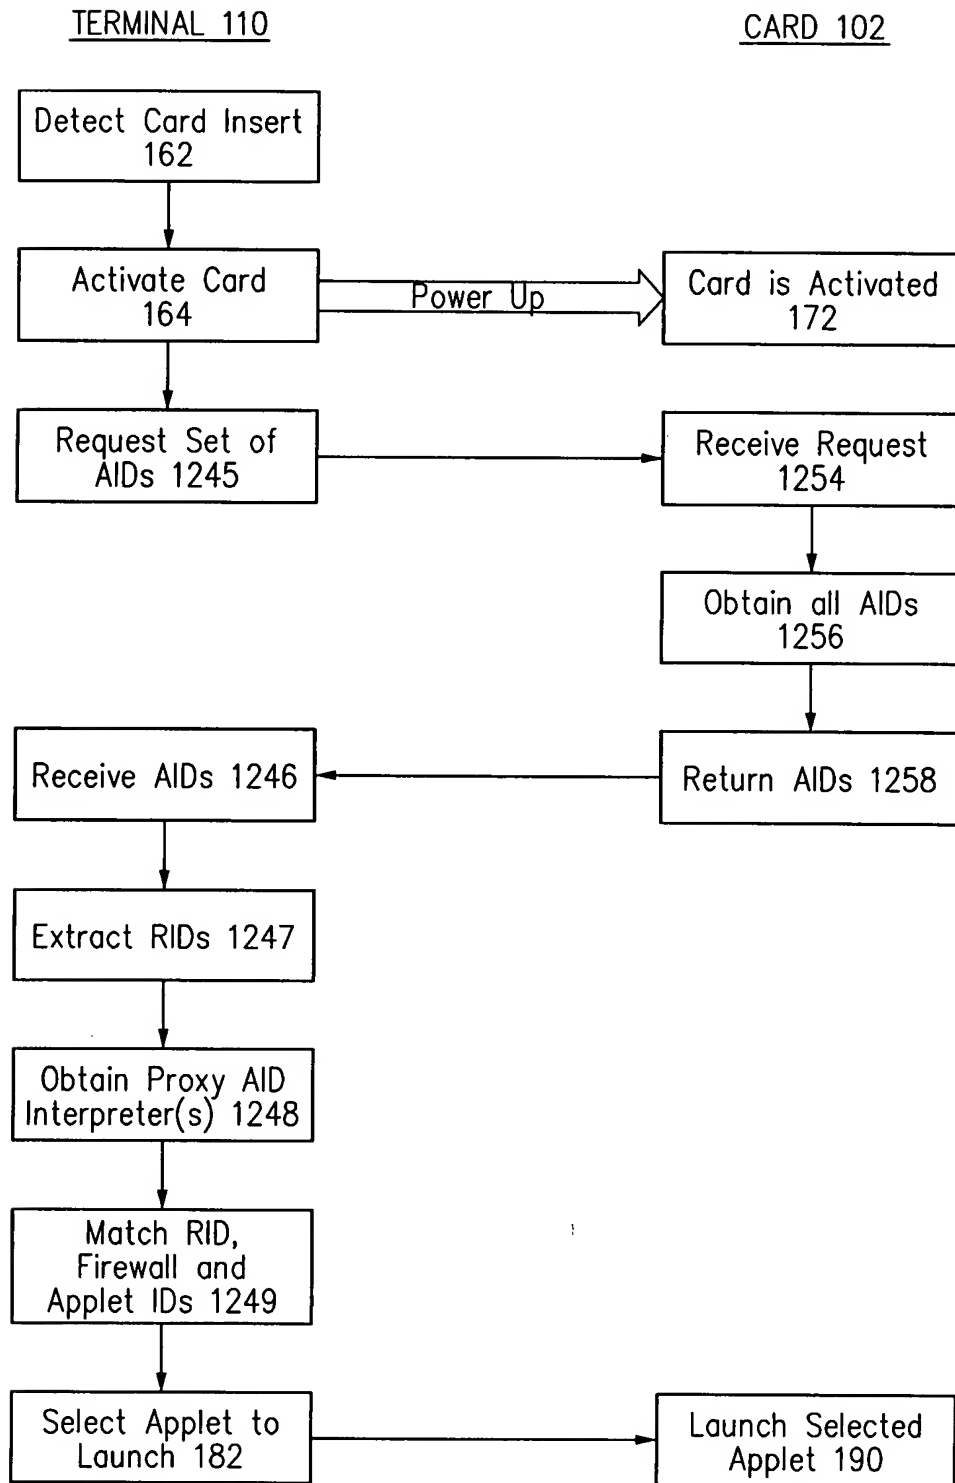 TERMINAL 110
CARD 102
Detect Card Insert
162
Activate Card
164
Power Up
Card is Activated
172
Request Set of
AIDs 1245
Receive Request
1254
Obtain all AIDs
1256
Receive AIDs 1246
Return AIDs 1258
Extract RIDs 1247
Obtain Proxy AID
Interpreter(s) 1248
Match RID,
Firewall and
Applet IDs 1249
Select Applet to
Launch 182
Launch Selected
Applet 190